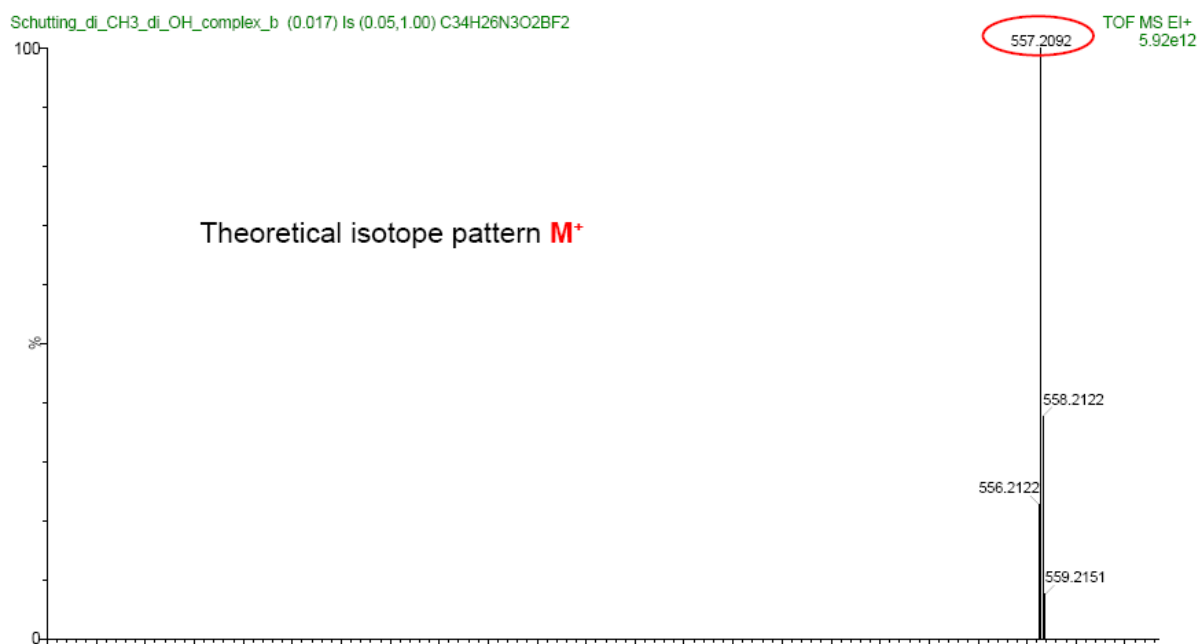 Schutting_di_CH3_di_OH_complex_b (0.017) Is (0.05,1.00) C34H26N3O2BF2
TOF MS EI+
5.92e12
100
557.2092
Theoretical isotope pattern M+
%
558.2122
556.2122
559.2151
0